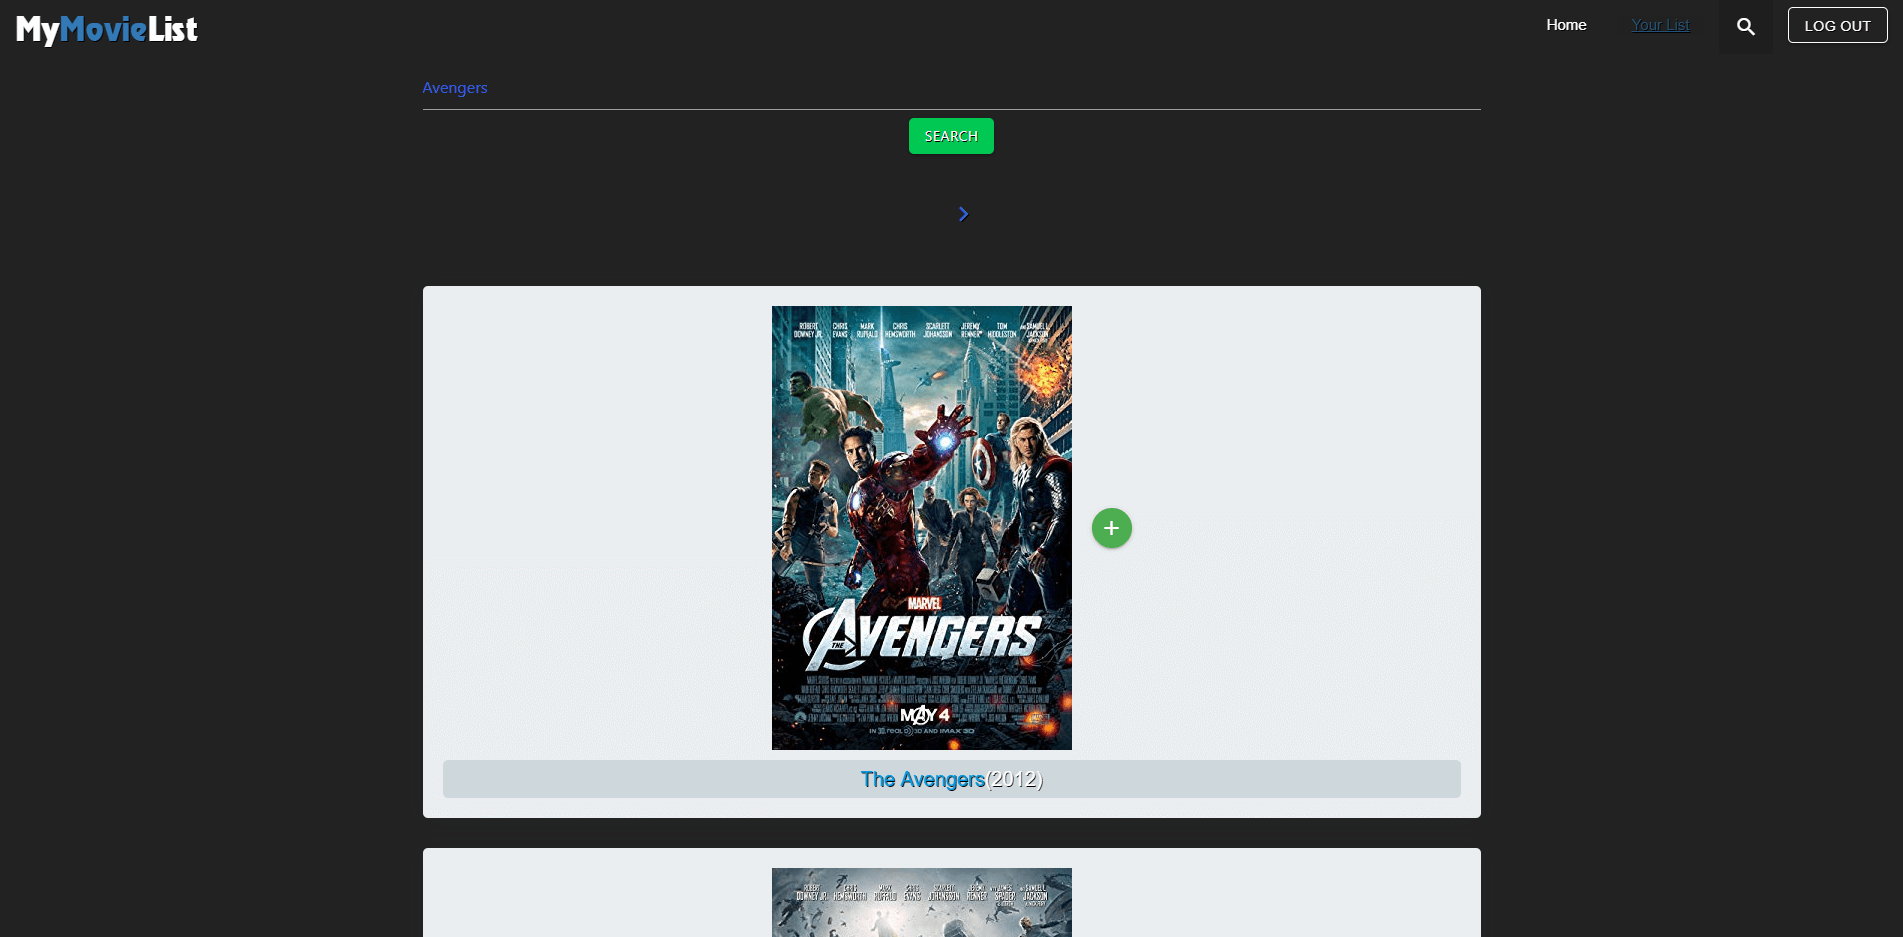 MyMovieList
Home
Your List
LOG OUT
Avengers
SEARCH
ROBERT DOWNEY JR. CHRIS EVANS MARK RUFFALO CHRIS HEMSWORTH SCARLETT JOHANSSON JEREMY RENNER TOM HIDDLESTON AND SAMUEL L. JACKSON
MARVEL
THE AVENGERS
MAY 4
IN REAL D 3D AND IMAX 3D
The Avengers(2012)
ROBERT DOWNEY JR. CHRIS HEMSWORTH MARK RUFFALO CHRIS EVANS SCARLETT JOHANSSON JEREMY RENNER WITH JAMES SPADER AND SAMUEL L. JACKSON